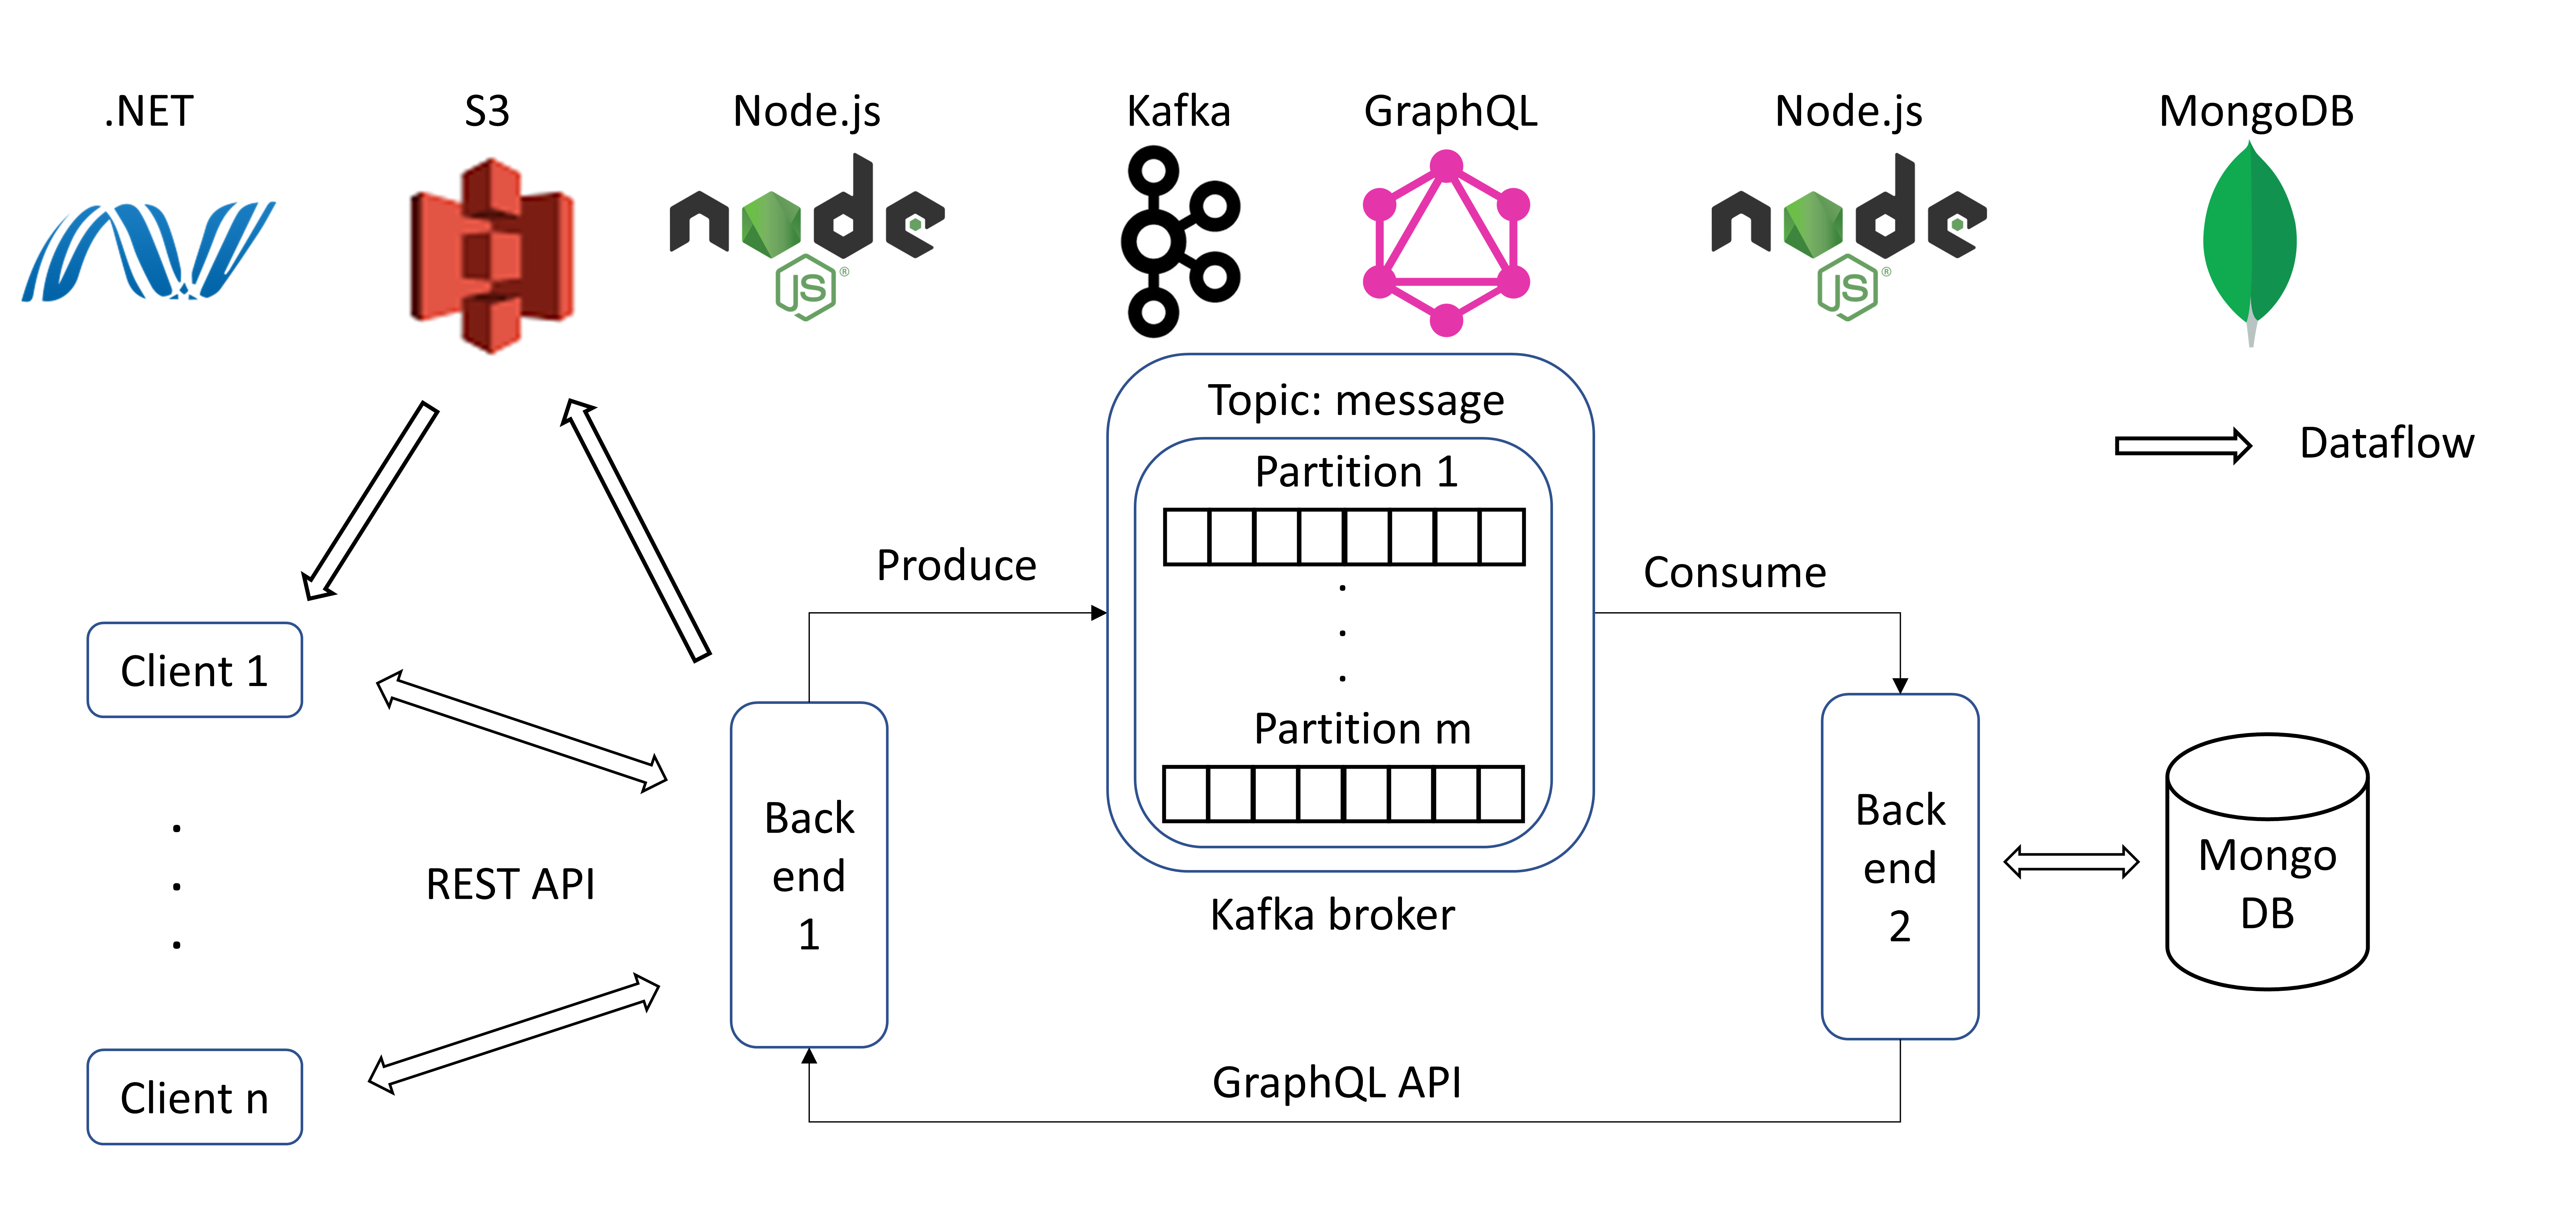 .NET
S3
Node.js
Kafka
GraphQL
Node.js
MongoDB
node
JS®
node
JS®
Topic: message
Partition 1
Dataflow
Produce
Consume
.
.
.
Client 1
Partition m
Back
end
1
Back
end
2
Mongo
DB
.
.
.
REST API
Kafka broker
GraphQL API
Client n